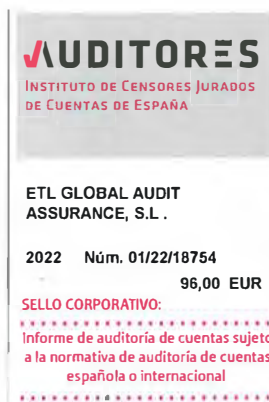 AUDITORES
INSTITUTO DE CENSORES JURADOS
DE CUENTAS DE ESPAÑA
ETL GLOBAL AUDIT
ASSURANCE, S.L .
2022 Núm. 01/22/18754
96,00 EUR
SELLO CORPORATIVO:
Informe de auditoría de cuentas sujeto
a la normativa de auditoría de cuentas
española o internacional